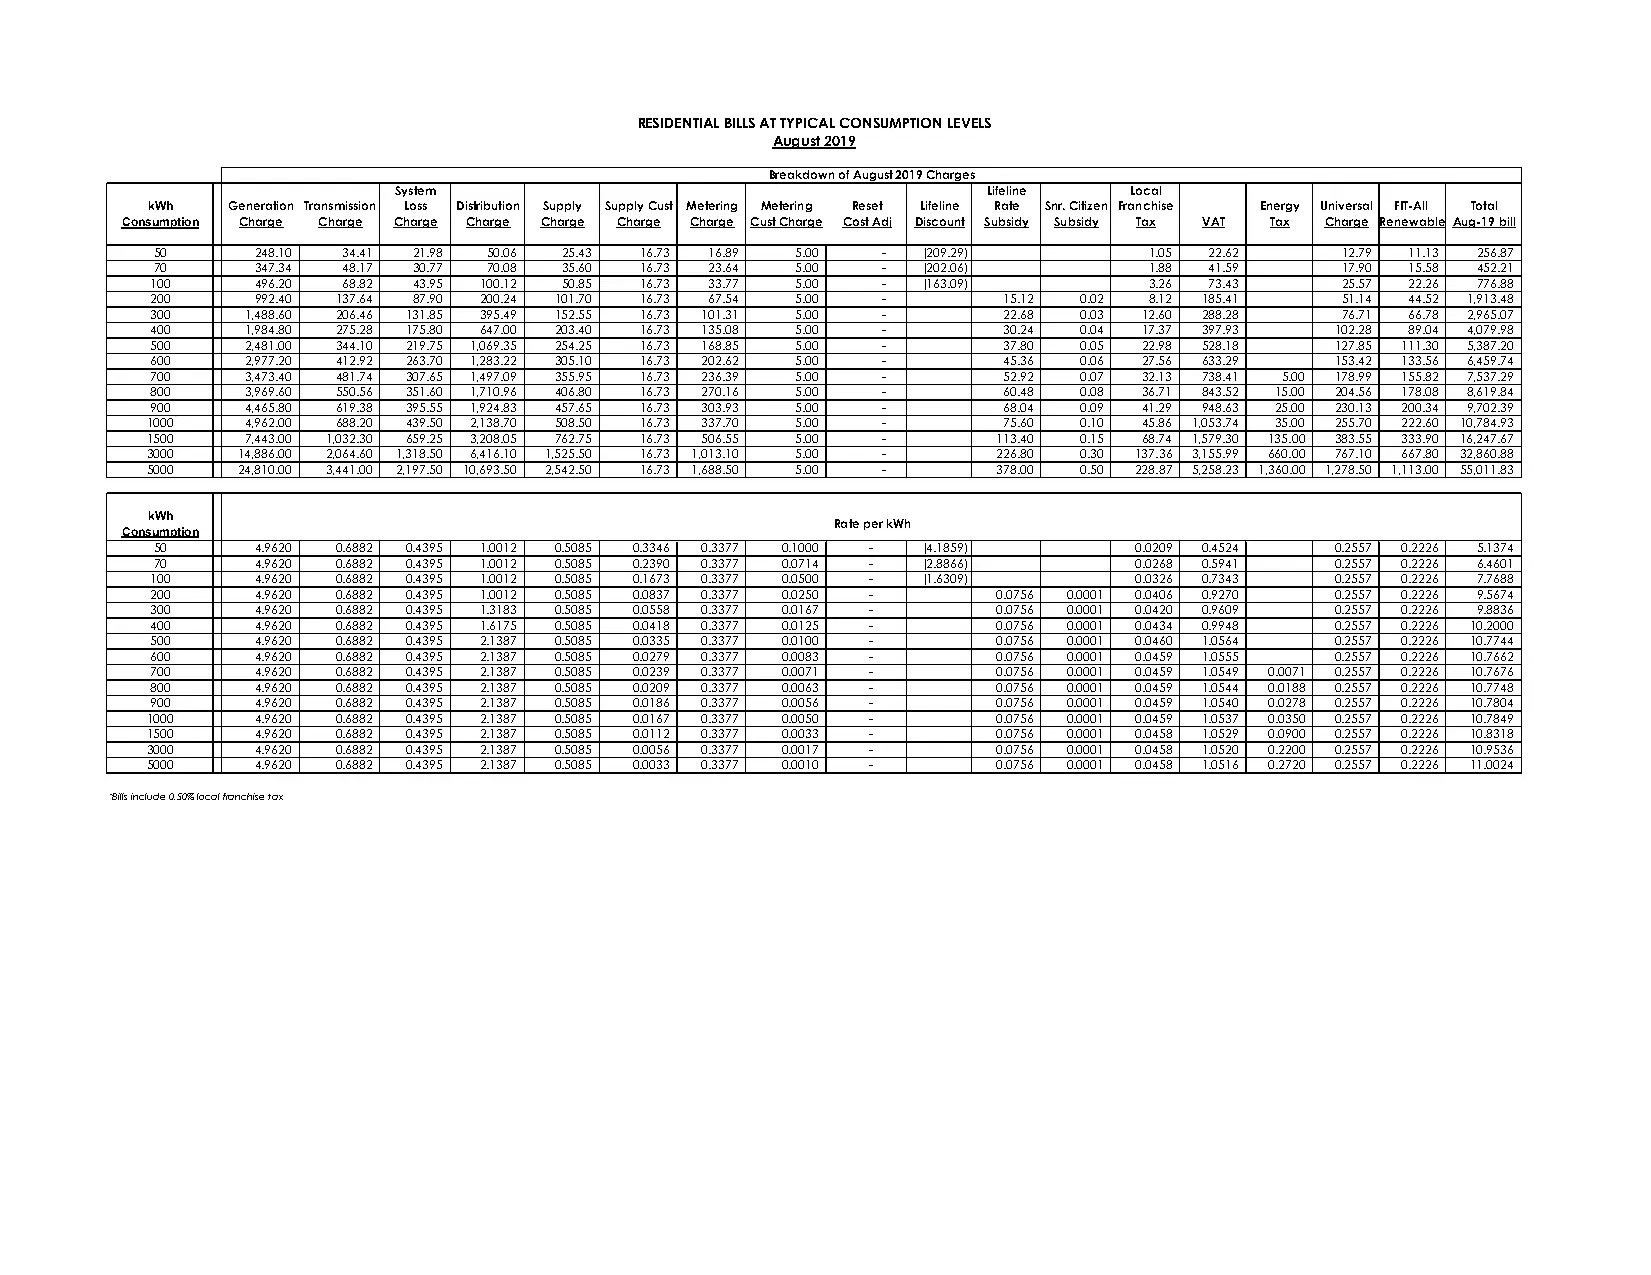 RESIDENTIAL BILLS AT TYPICAL CONSUMPTION LEVELS
August 2019
Breakdown of August 2019 Charges
System Lifeline Local
kWh Generation Transmission Loss Distribution Supply Supply Cust Metering Metering Reset Lifeline Rate Snr. Citizen Franchise Energy Universal FIT-All Total
Consumption Charge Charge Charge Charge Charge Charge Charge Cust Charge Cost Adj Discount Subsidy Subsidy Tax VAT Tax Charge Renewable Aug-19 bill
50 248.10 34.41 21.98 50.06 25.43 16.73 16.89 5.00 - (209.29) 1.05 22.62 12.79 11.13 256.87
70 347.34 48.17 30.77 70.08 35.60 16.73 23.64 5.00 - (202.06) 1.88 41.59 17.90 15.58 452.21
100 496.20 68.82 43.95 100.12 50.85 16.73 33.77 5.00 - (163.09) 3.26 73.43 25.57 22.26 776.88
200 992.40 137.64 87.90 200.24 101.70 16.73 67.54 5.00 - 15.12 0.02 8.12 185.41 51.14 44.52 1,913.48
300 1,488.60 206.46 131.85 395.49 152.55 16.73 101.31 5.00 - 22.68 0.03 12.60 288.28 76.71 66.78 2,965.07
400 1,984.80 275.28 175.80 647.00 203.40 16.73 135.08 5.00 - 30.24 0.04 17.37 397.93 102.28 89.04 4,079.98
500 2,481.00 344.10 219.75 1,069.35 254.25 16.73 168.85 5.00 - 37.80 0.05 22.98 528.18 127.85 111.30 5,387.20
600 2,977.20 412.92 263.70 1,283.22 305.10 16.73 202.62 5.00 - 45.36 0.06 27.56 633.29 153.42 133.56 6,459.74
700 3,473.40 481.74 307.65 1,497.09 355.95 16.73 236.39 5.00 - 52.92 0.07 32.13 738.41 5.00 178.99 155.82 7,537.29
800 3,969.60 550.56 351.60 1,710.96 406.80 16.73 270.16 5.00 - 60.48 0.08 36.71 843.52 15.00 204.56 178.08 8,619.84
900 4,465.80 619.38 395.55 1,924.83 457.65 16.73 303.93 5.00 - 68.04 0.09 41.29 948.63 25.00 230.13 200.34 9,702.39
1000 4,962.00 688.20 439.50 2,138.70 508.50 16.73 337.70 5.00 - 75.60 0.10 45.86 1,053.74 35.00 255.70 222.60 10,784.93
1500 7,443.00 1,032.30 659.25 3,208.05 762.75 16.73 506.55 5.00 - 113.40 0.15 68.74 1,579.30 135.00 383.55 333.90 16,247.67
3000 14,886.00 2,064.60 1,318.50 6,416.10 1,525.50 16.73 1,013.10 5.00 - 226.80 0.30 137.36 3,155.99 660.00 767.10 667.80 32,860.88
5000 24,810.00 3,441.00 2,197.50 10,693.50 2,542.50 16.73 1,688.50 5.00 - 378.00 0.50 228.87 5,258.23 1,360.00 1,278.50 1,113.00 55,011.83
kWh
Consumption
Rate per kWh
50 4.9620 0.6882 0.4395 1.0012 0.5085 0.3346 0.3377 0.1000 - (4.1859) 0.0209 0.4524 0.2557 0.2226 5.1374
70 4.9620 0.6882 0.4395 1.0012 0.5085 0.2390 0.3377 0.0714 - (2.8866) 0.0268 0.5941 0.2557 0.2226 6.4601
100 4.9620 0.6882 0.4395 1.0012 0.5085 0.1673 0.3377 0.0500 - (1.6309) 0.0326 0.7343 0.2557 0.2226 7.7688
200 4.9620 0.6882 0.4395 1.0012 0.5085 0.0837 0.3377 0.0250 - 0.0756 0.0001 0.0406 0.9270 0.2557 0.2226 9.5674
300 4.9620 0.6882 0.4395 1.3183 0.5085 0.0558 0.3377 0.0167 - 0.0756 0.0001 0.0420 0.9609 0.2557 0.2226 9.8836
400 4.9620 0.6882 0.4395 1.6175 0.5085 0.0418 0.3377 0.0125 - 0.0756 0.0001 0.0434 0.9948 0.2557 0.2226 10.2000
500 4.9620 0.6882 0.4395 2.1387 0.5085 0.0335 0.3377 0.0100 - 0.0756 0.0001 0.0460 1.0564 0.2557 0.2226 10.7744
600 4.9620 0.6882 0.4395 2.1387 0.5085 0.0279 0.3377 0.0083 - 0.0756 0.0001 0.0459 1.0555 0.2557 0.2226 10.7662
700 4.9620 0.6882 0.4395 2.1387 0.5085 0.0239 0.3377 0.0071 - 0.0756 0.0001 0.0459 1.0549 0.0071 0.2557 0.2226 10.7676
800 4.9620 0.6882 0.4395 2.1387 0.5085 0.0209 0.3377 0.0063 - 0.0756 0.0001 0.0459 1.0544 0.0188 0.2557 0.2226 10.7748
900 4.9620 0.6882 0.4395 2.1387 0.5085 0.0186 0.3377 0.0056 - 0.0756 0.0001 0.0459 1.0540 0.0278 0.2557 0.2226 10.7804
1000 4.9620 0.6882 0.4395 2.1387 0.5085 0.0167 0.3377 0.0050 - 0.0756 0.0001 0.0459 1.0537 0.0350 0.2557 0.2226 10.7849
1500 4.9620 0.6882 0.4395 2.1387 0.5085 0.0112 0.3377 0.0033 - 0.0756 0.0001 0.0458 1.0529 0.0900 0.2557 0.2226 10.8318
3000 4.9620 0.6882 0.4395 2.1387 0.5085 0.0056 0.3377 0.0017 - 0.0756 0.0001 0.0458 1.0520 0.2200 0.2557 0.2226 10.9536
5000 4.9620 0.6882 0.4395 2.1387 0.5085 0.0033 0.3377 0.0010 - 0.0756 0.0001 0.0458 1.0516 0.2720 0.2557 0.2226 11.0024
*Bills include 0.50% local franchise tax